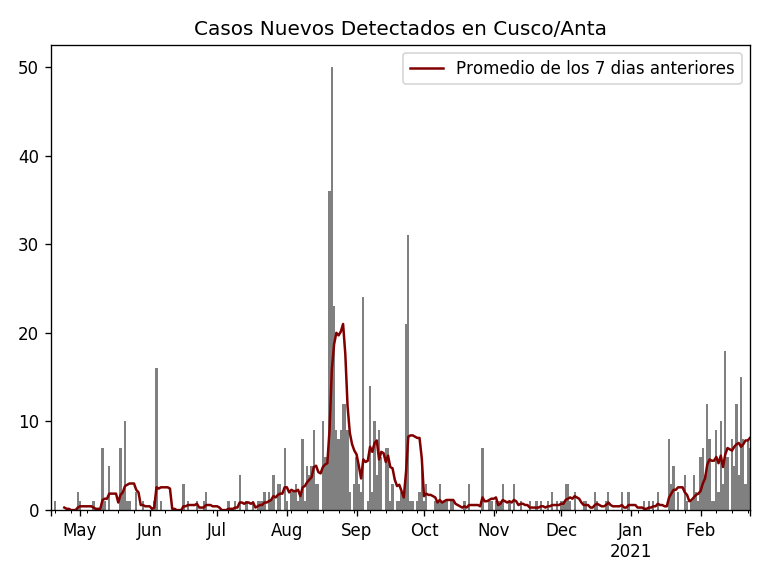 Casos Nuevos Detectados en Cusco/Anta
Promedio de los 7 dias anteriores
50
40
30
20
10
0
May Jun Jul Aug Sep Oct Nov Dec Jan Feb
2021